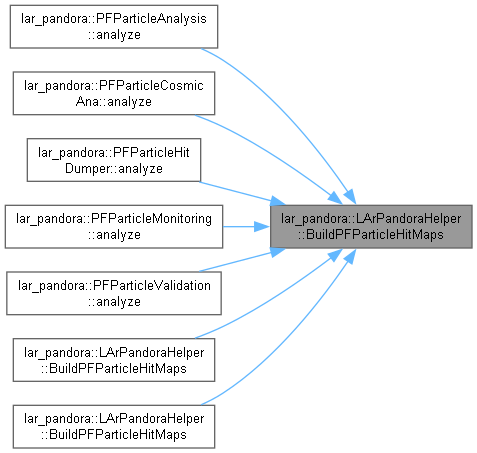 lar_pandora::PFParticleAnalysis
::analyze
lar_pandora::PFParticleCosmic
Ana::analyze
lar_pandora::PFParticleHit
Dumper::analyze
lar_pandora::PFParticleMonitoring
::analyze
lar_pandora::PFParticleValidation
::analyze
lar_pandora::LArPandoraHelper
::BuildPFParticleHitMaps
lar_pandora::LArPandoraHelper
::BuildPFParticleHitMaps
lar_pandora::LArPandoraHelper
::BuildPFParticleHitMaps